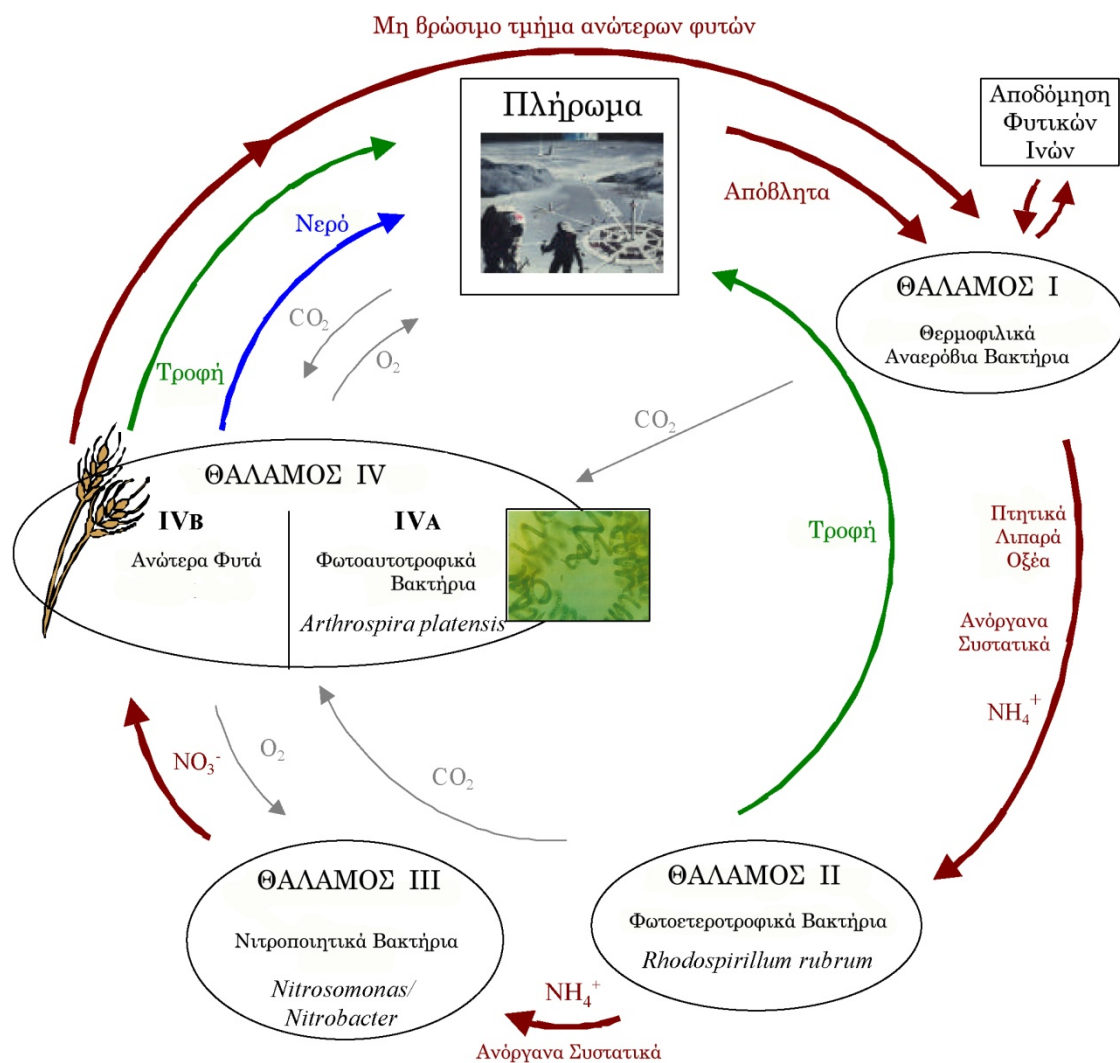 Μη βρώσιμο τμήμα ανώτερων φυτών
Πλήρωμα
Αποδόμηση
Φυτικών
Ινών
Απόβλητα
Νερό
Τροφή
CO₂
O₂
ΘΑΛΑΜΟΣ I
Θερμοφιλικά
Αναερόβια Βακτήρια
CO₂
ΘΑΛΑΜΟΣ IV
IVB
Ανώτερα Φυτά
IVA
Φωτοαυτοτροφικά
Βακτήρια
Arthrospira platensis
Τροφή
Πτητικά
Λιπαρά
Οξέα
Ανόργανα
Συστατικά
NH₄⁺
NO₃⁻
O₂
CO₂
ΘΑΛΑΜΟΣ III
Νιτροποιητικά Βακτήρια
Nitrosomonas/
Nitrobacter
ΘΑΛΑΜΟΣ II
Φωτοετεροτροφικά Βακτήρια
Rhodospirillum rubrum
NH₄⁺
Ανόργανα Συστατικά